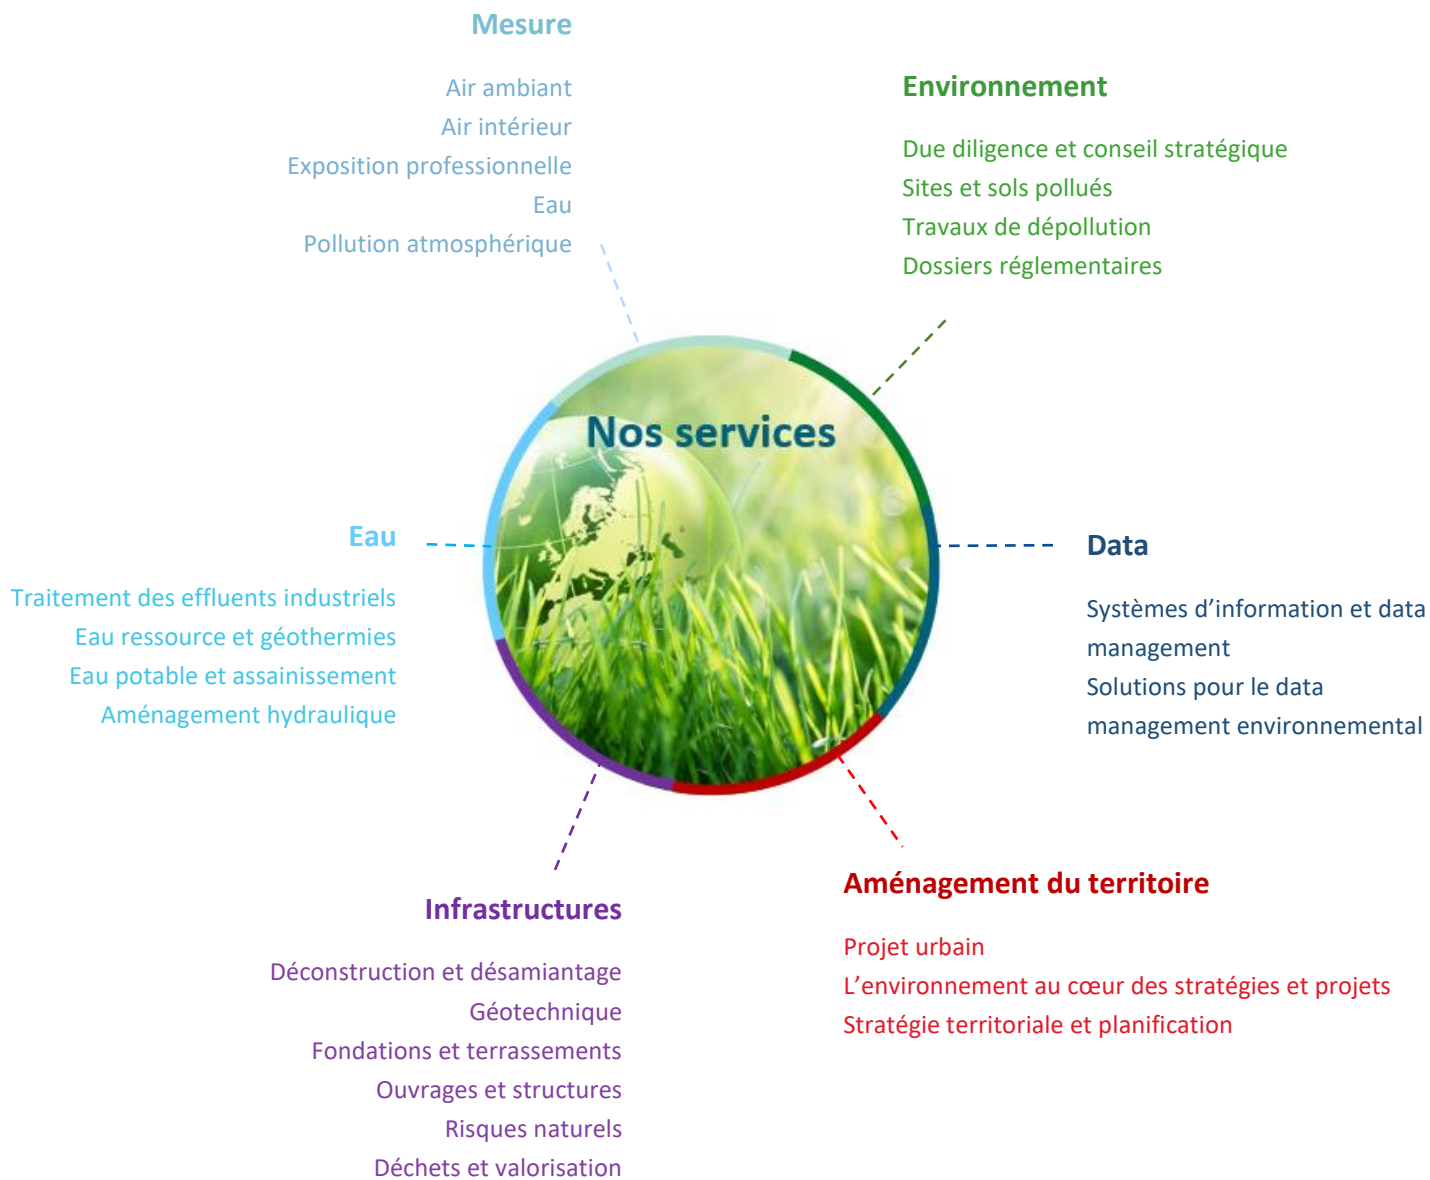 Mesure
Air ambiant
Air intérieur
Exposition professionnelle
Eau
Pollution atmosphérique
Environnement
Due diligence et conseil stratégique
Sites et sols pollués
Travaux de dépollution
Dossiers réglementaires
Nos services
Eau
Traitement des effluents industriels
Eau ressource et géothermies
Eau potable et assainissement
Aménagement hydraulique
Data
Systèmes d’information et data
management
Solutions pour le data
management environnemental
Infrastructures
Déconstruction et désamiantage
Géotechnique
Fondations et terrassements
Ouvrages et structures
Risques naturels
Déchets et valorisation
Aménagement du territoire
Projet urbain
L’environnement au cœur des stratégies et projets
Stratégie territoriale et planification